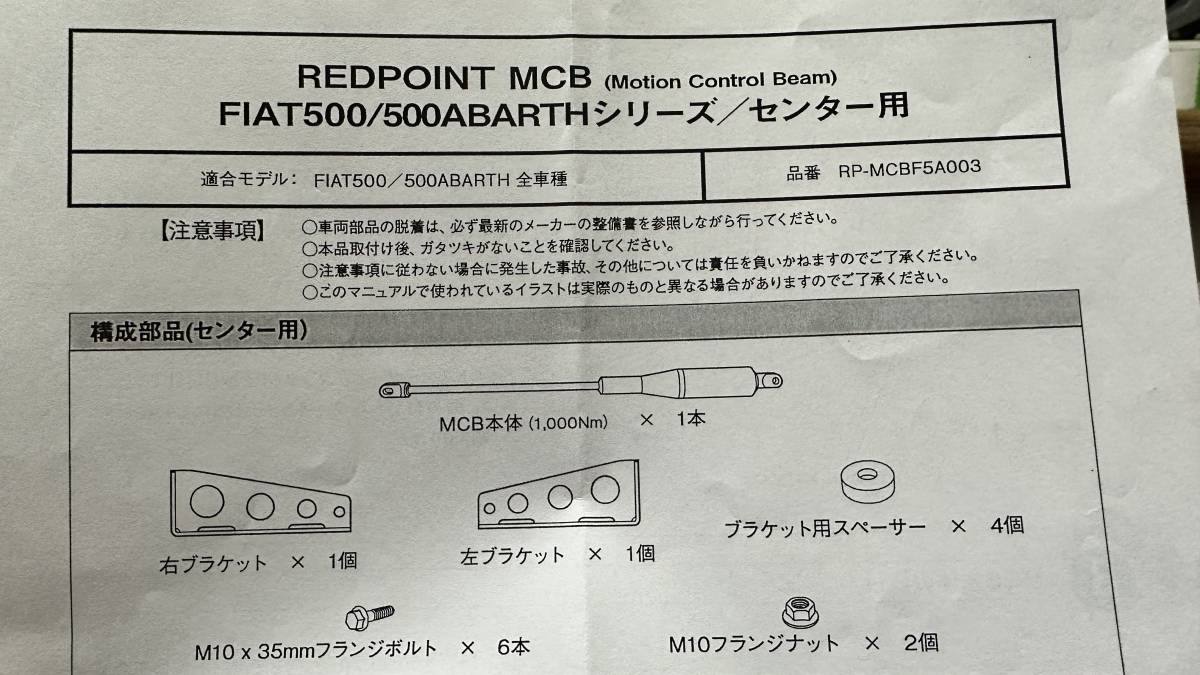 REDPOINT MCB (Motion Control Beam)
FIAT500/500ABARTHシリーズ／センター用
適合モデル： FIAT500／500ABARTH 全車種
品番 RP-MCBF5A003
【注意事項】
○車両部品の脱着は、必ず最新のメーカーの整備書を参照しながら行ってください。
○本品取付け後、ガタツキがないことを確認してください。
○注意事項に従わない場合に発生した事故、その他については責任を負いかねますのでご了承ください。
○このマニュアルで使われているイラストは実際のものと異なる場合がありますのでご了承ください。
構成部品(センター用)
MCB本体 (1,000Nm) × 1本
右ブラケット × 1個
左ブラケット × 1個
ブラケット用スペーサー × 4個
M10 x 35mmフランジボルト × 6本
M10フランジナット × 2個